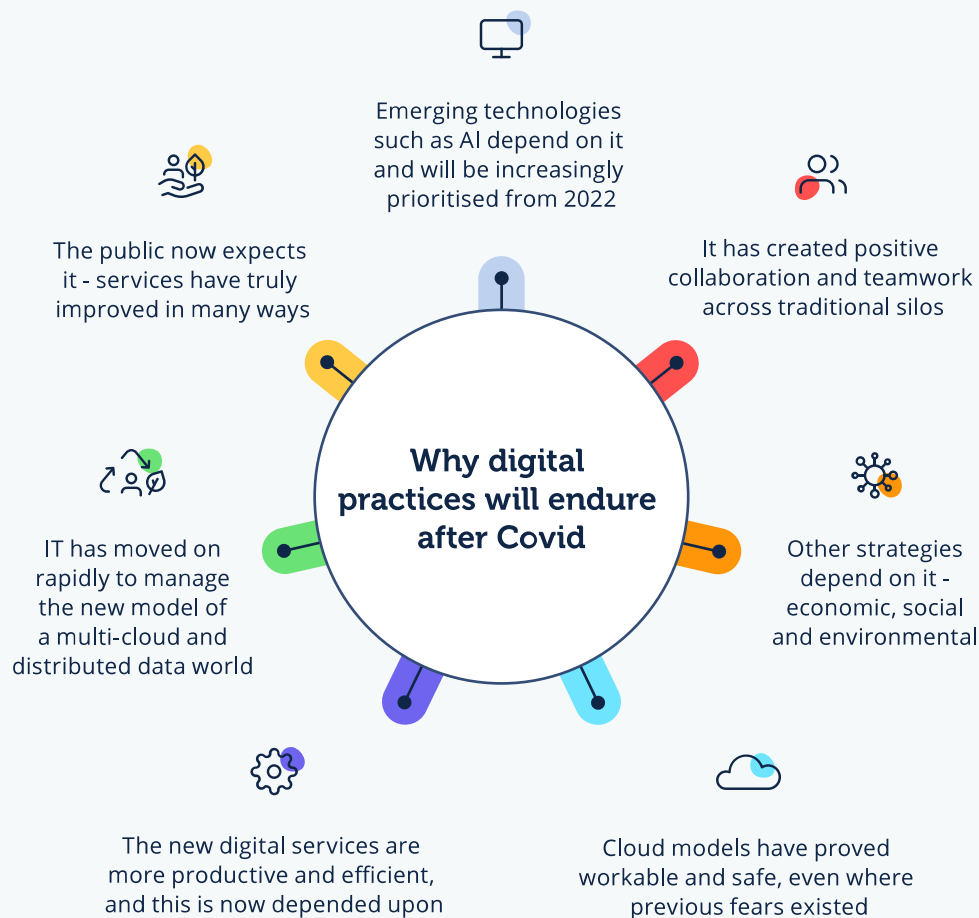 Emerging technologies
such as AI depend on it
and will be increasingly
prioritised from 2022
The public now expects
it - services have truly
improved in many ways
It has created positive
collaboration and teamwork
across traditional silos
Why digital
practices will endure
after Covid
IT has moved on
rapidly to manage
the new model of
a multi-cloud and
distributed data world
Other strategies
depend on it -
economic, social
and environmental
The new digital services are
more productive and efficient,
and this is now depended upon
Cloud models have proved
workable and safe, even where
previous fears existed